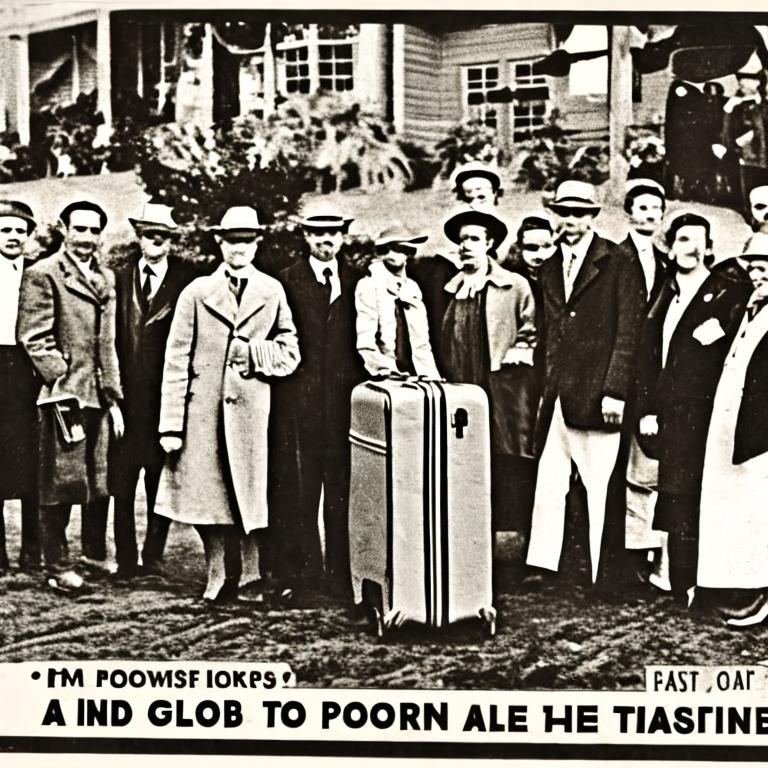 • I'M POOWSF IOKPS !
FAST , OAT
A IND GLOB TO POORN ALE HE TIASTINE